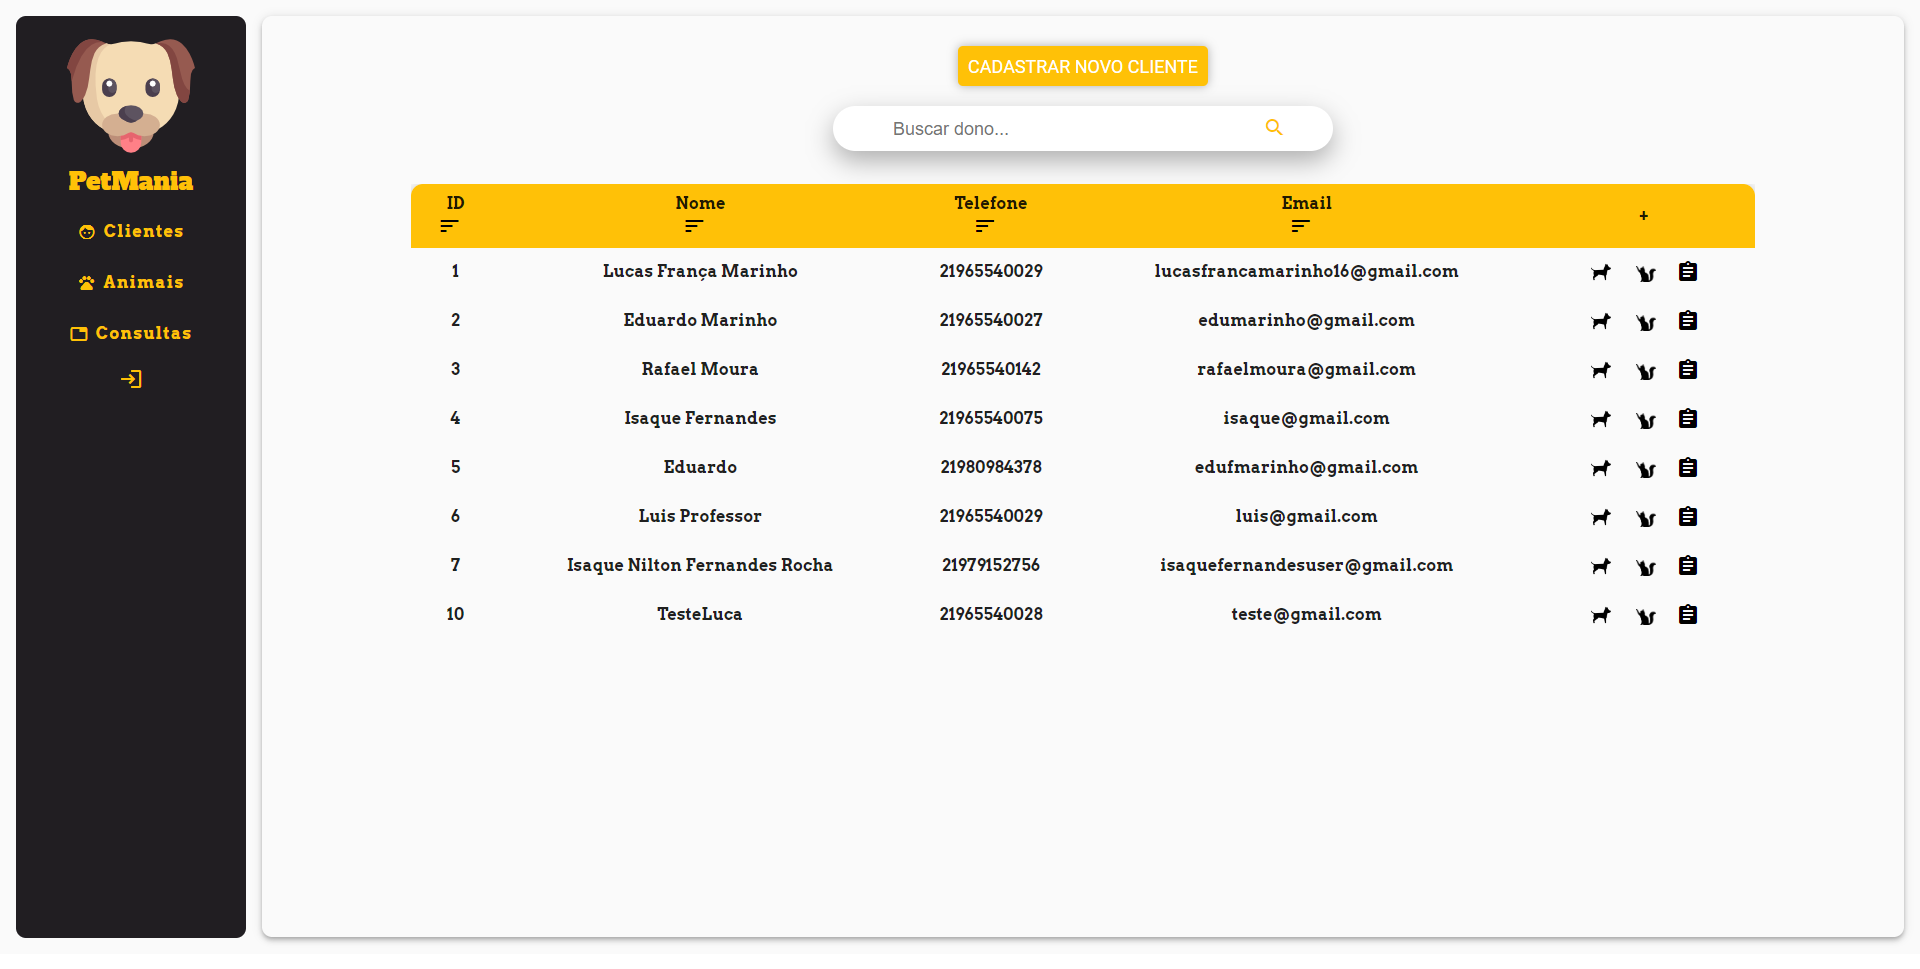 PetMania
Clientes
Animais
Consultas
CADASTRAR NOVO CLIENTE
Buscar dono...
ID Nome Telefone Email +
1 Lucas França Marinho 21965540029 lucasfrancamarinho16@gmail.com
2 Eduardo Marinho 21965540027 edumarinho@gmail.com
3 Rafael Moura 21965540142 rafaelmoura@gmail.com
4 Isaque Fernandes 21965540075 isaque@gmail.com
5 Eduardo 21980984378 edufmarinho@gmail.com
6 Luis Professor 21965540029 luis@gmail.com
7 Isaque Nilton Fernandes Rocha 21979152756 isaquefernandesuser@gmail.com
10 TesteLuca 21965540028 teste@gmail.com